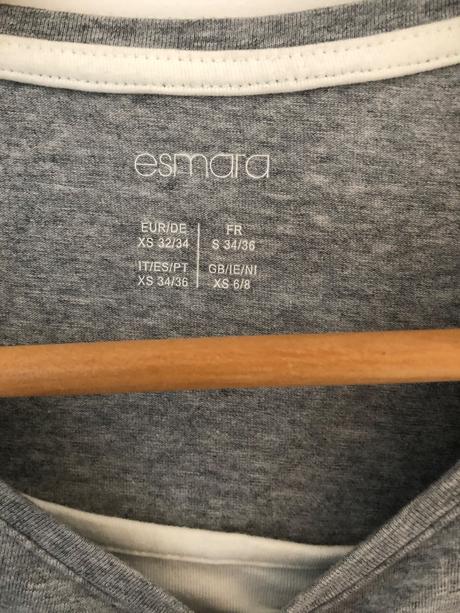 esmara
EUR/DE
XS 32/34
FR
S 34/36
IT/ES/PT
XS 34/36
GB/IE/NI
XS 6/8